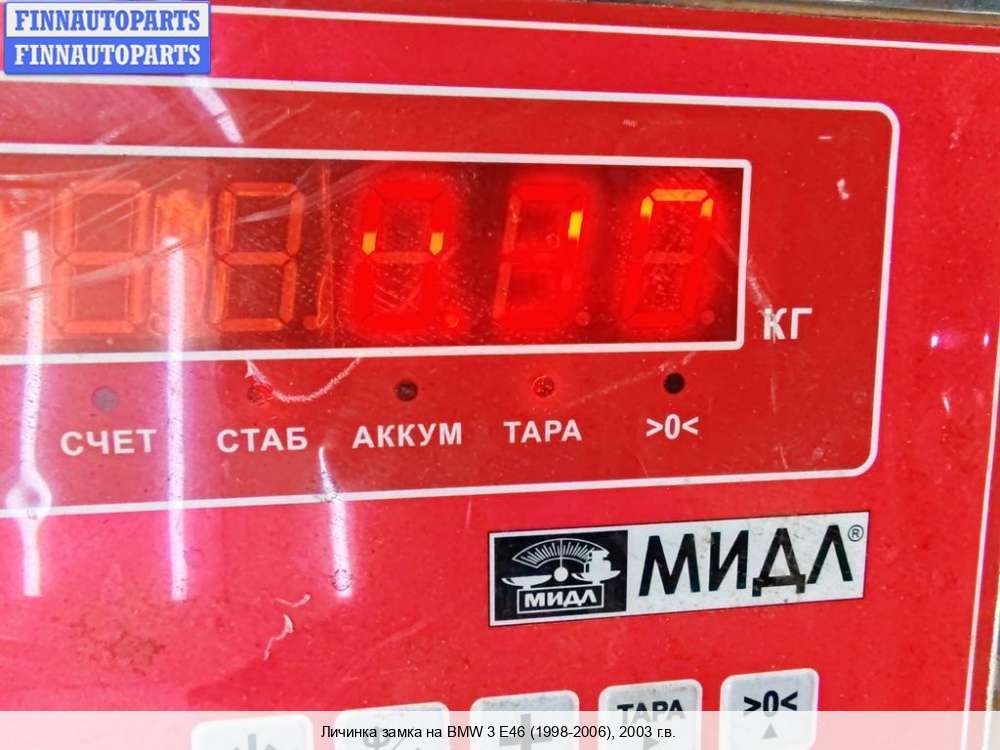 FINNAUTOPARTS
FINNAUTOPARTS
КГ
СЧЕТ СТАБ АККУМ ТАРА >0<
МИДЛ МИДЛ®
ТАРА >0<
Личинка замка на BMW 3 E46 (1998-2006), 2003 г.в.